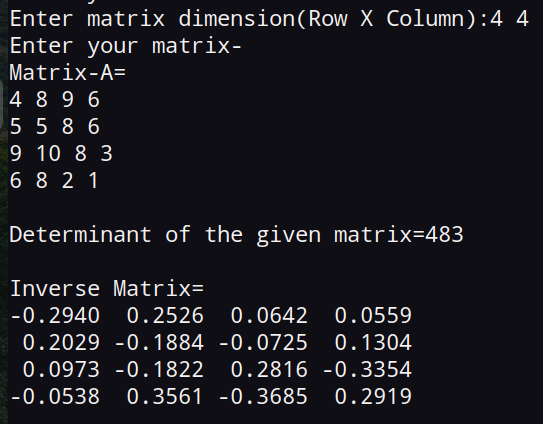 Enter matrix dimension(Row X Column):4 4
Enter your matrix-
Matrix-A=
4 8 9 6
5 5 8 6
9 10 8 3
6 8 2 1
Determinant of the given matrix=483
Inverse Matrix=
-0.2940 0.2526 0.0642 0.0559
0.2029 -0.1884 -0.0725 0.1304
0.0973 -0.1822 0.2816 -0.3354
-0.0538 0.3561 -0.3685 0.2919